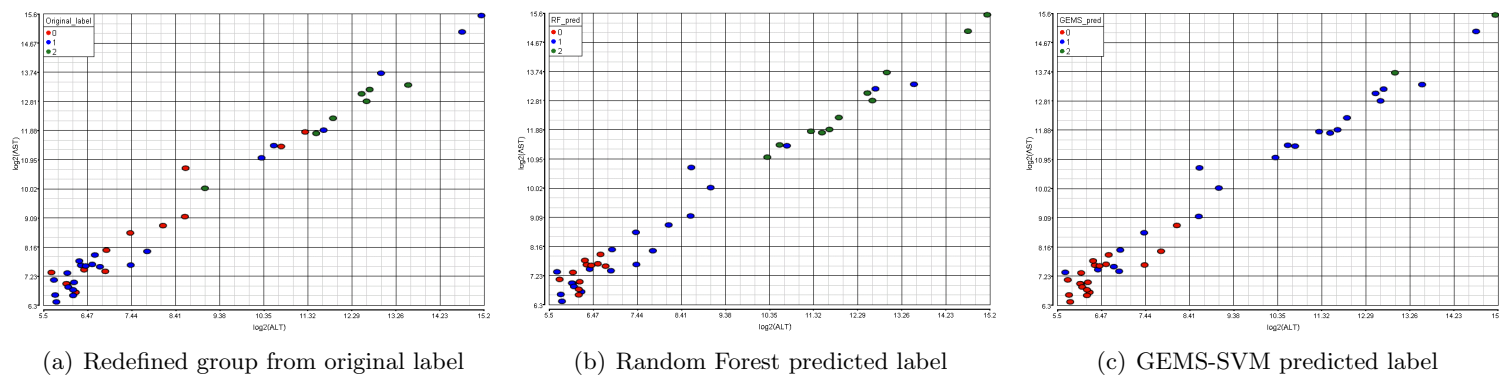 Original_label
0
1
2
15.6
14.67
13.74
12.81
11.88
10.95
10.02
9.09
8.16
7.23
6.3
log2(AST)
5.5 6.47 7.44 8.41 9.38 10.35 11.32 12.29 13.26 14.23 15.2
log2(ALT)
(a) Redefined group from original label
RF_pred
0
1
2
15.6
14.67
13.74
12.81
11.88
10.95
10.02
9.09
8.16
7.23
6.3
log2(AST)
5.5 6.47 7.44 8.41 9.38 10.35 11.32 12.29 13.26 14.23 15.2
log2(ALT)
(b) Random Forest predicted label
GEMS_pred
0
1
2
15.6
14.67
13.74
12.81
11.88
10.95
10.02
9.09
8.16
7.23
6.3
log2(AST)
5.5 6.47 7.44 8.41 9.38 10.35 11.32 12.29 13.26 14.23 15.2
log2(ALT)
(c) GEMS-SVM predicted label